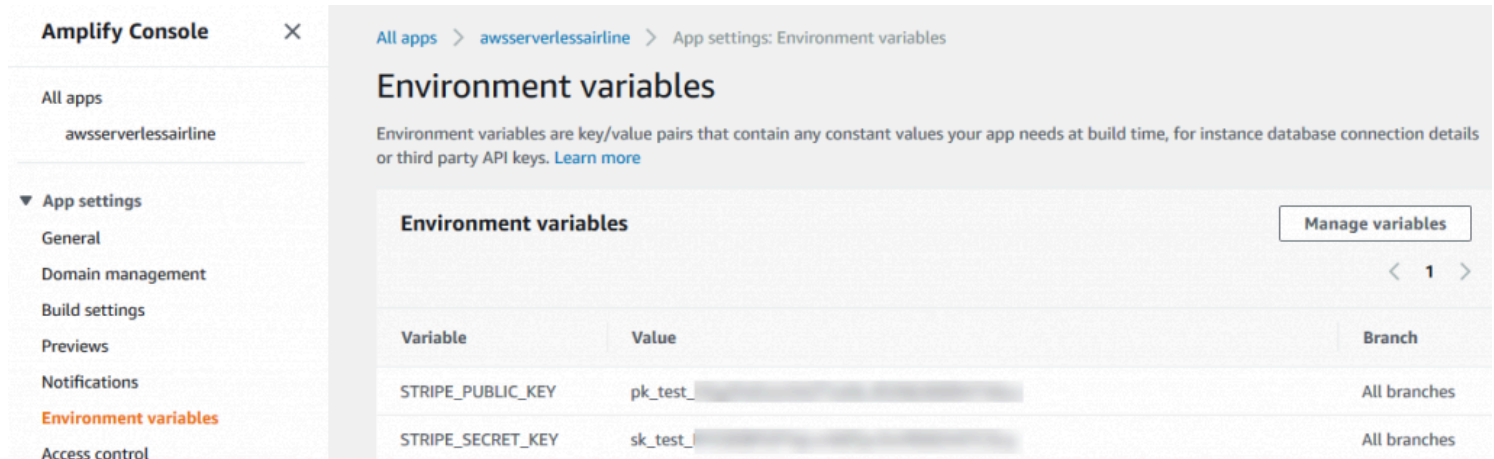 Amplify Console
All apps
awsserverlessairline
App settings
General
Domain management
Build settings
Previews
Notifications
Environment variables
Access control
All apps > awsserverlessairline > App settings: Environment variables
Environment variables
Environment variables are key/value pairs that contain any constant values your app needs at build time, for instance database connection details
or third party API keys. Learn more
Environment variables
Manage variables
< 1 >
Variable Value Branch
STRIPE_PUBLIC_KEY pk_test_ All branches
STRIPE_SECRET_KEY sk_test_ All branches